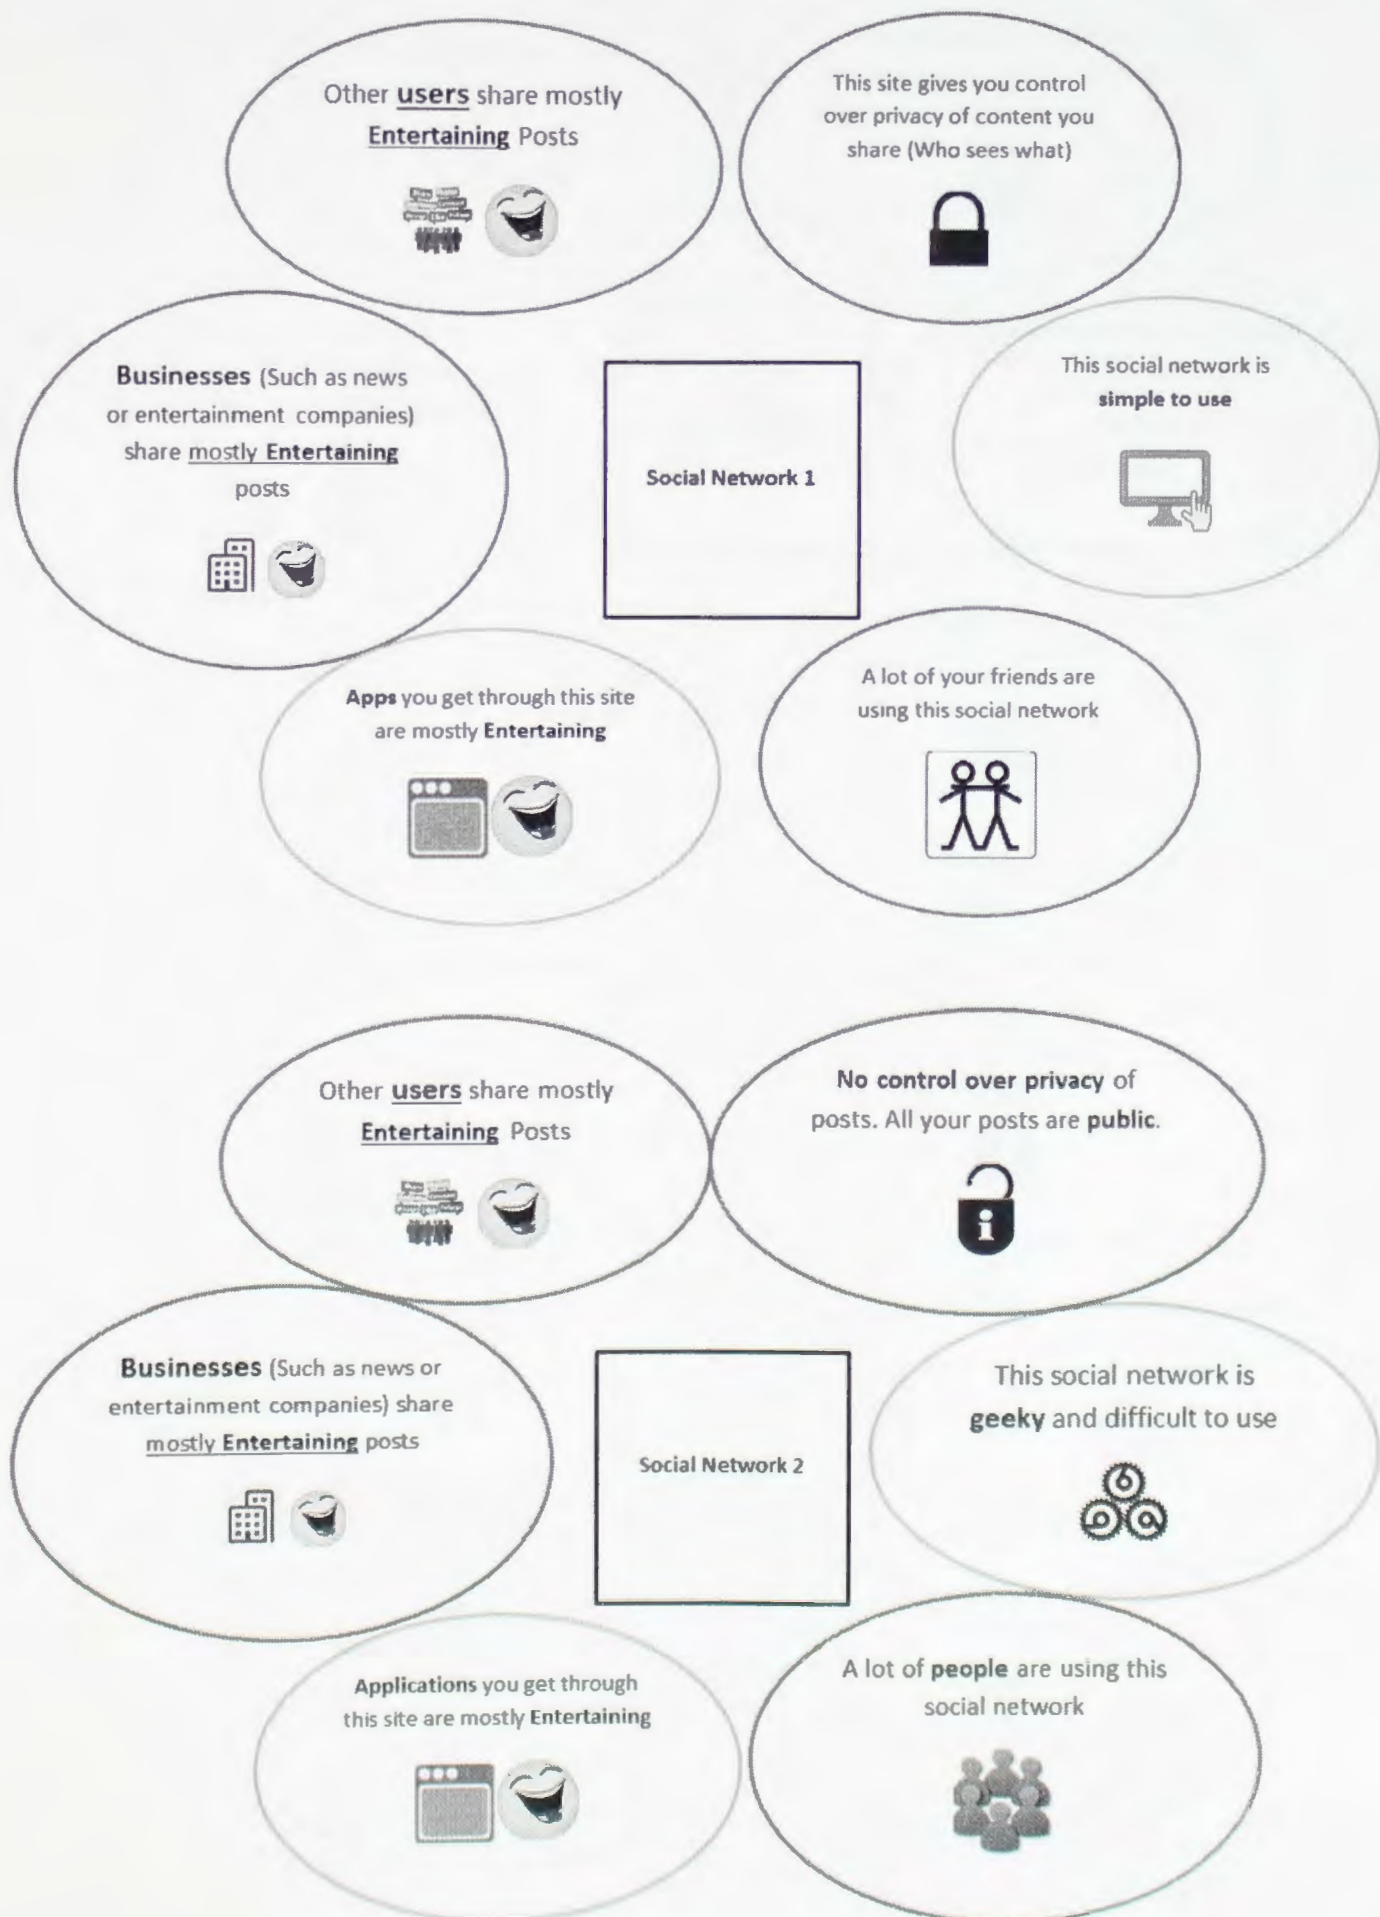 Other users share mostly
Entertaining Posts
This site gives you control
over privacy of content you
share (Who sees what)
Businesses (Such as news
or entertainment companies)
share mostly Entertaining
posts
Social Network 1
This social network is
simple to use
Apps you get through this site
are mostly Entertaining
A lot of your friends are
using this social network
Other users share mostly
Entertaining Posts
No control over privacy of
posts. All your posts are public.
i
Businesses (Such as news or
entertainment companies) share
mostly Entertaining posts
Social Network 2
This social network is
geeky and difficult to use
Applications you get through
this site are mostly Entertaining
A lot of people are using this
social network